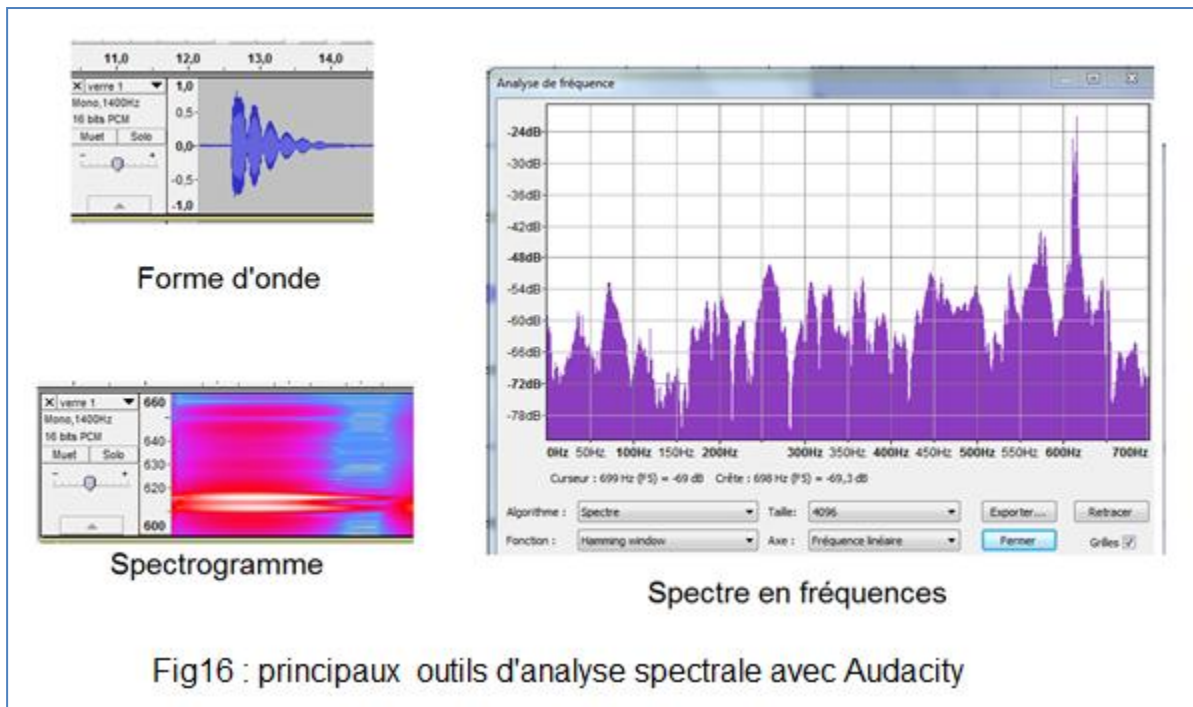 11,0 12,0 13,0 14,0
X verre 1
Mono, 1400Hz
16 bits PCM
Muet Solo
- +
1,0
0,5-
0,0-
-0,5-
-1,0
Forme d'onde
X verre 1
Mono, 1400Hz
16 bits PCM
Muet Solo
- +
660
640-
630-
620-
600
Spectrogramme
Analyse de fréquence
-24dB
-30dB
-36dB
-42dB
-48dB
-54dB
-60dB
-66dB
-72dB
-78dB
0Hz 50Hz 100Hz 150Hz 200Hz 300Hz 350Hz 400Hz 450Hz 500Hz 550Hz 600Hz 700Hz
Curseur : 699 Hz (F5) = -69 dB Crête : 698 Hz (F5) = -69,3 dB
Algorithme : Spectre Taille: 4096 Exporter... Retracer
Fonction : Hamming window Axe : Fréquence linéaire Fermer Grilles
Spectre en fréquences
Fig16 : principaux outils d'analyse spectrale avec Audacity